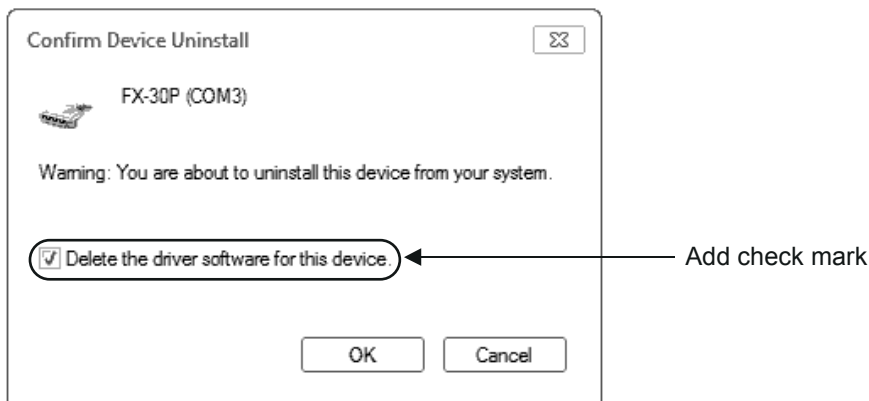 Confirm Device Uninstall
FX-30P (COM3)
Warning: You are about to uninstall this device from your system.
Delete the driver software for this device.
Add check mark
OK
Cancel